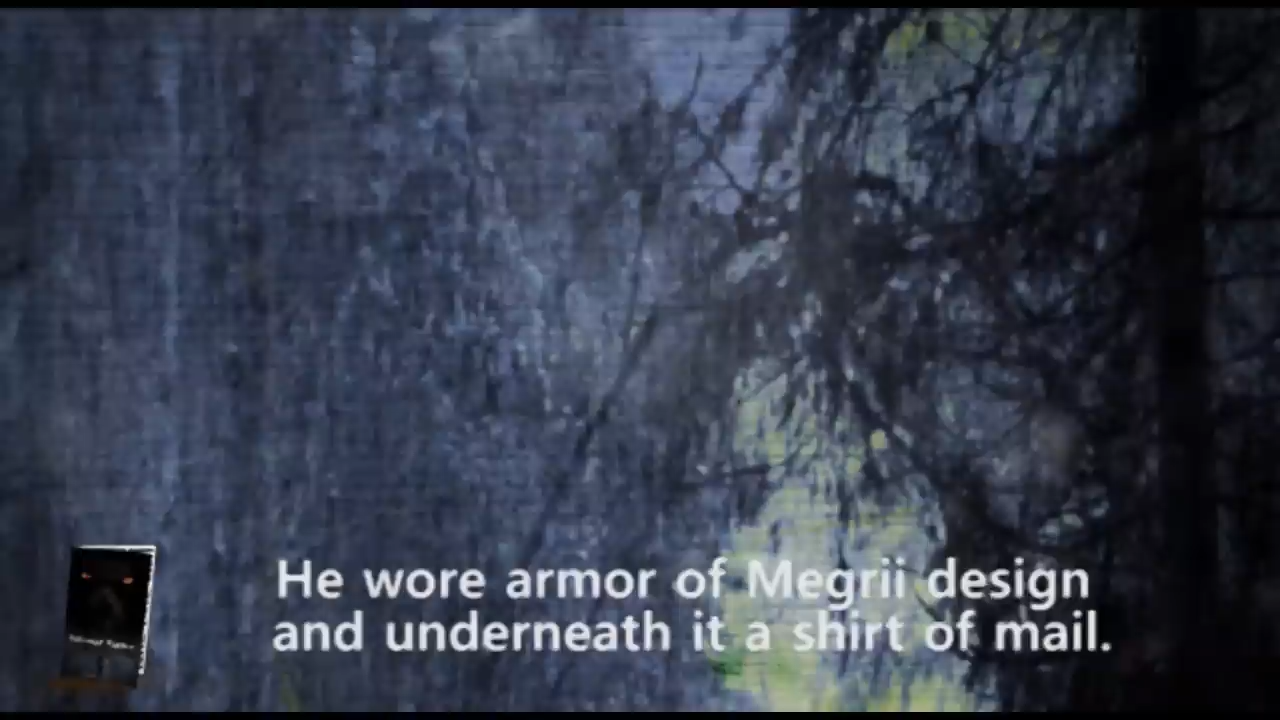 He wore armor of Megrii design
and underneath it a shirt of mail.